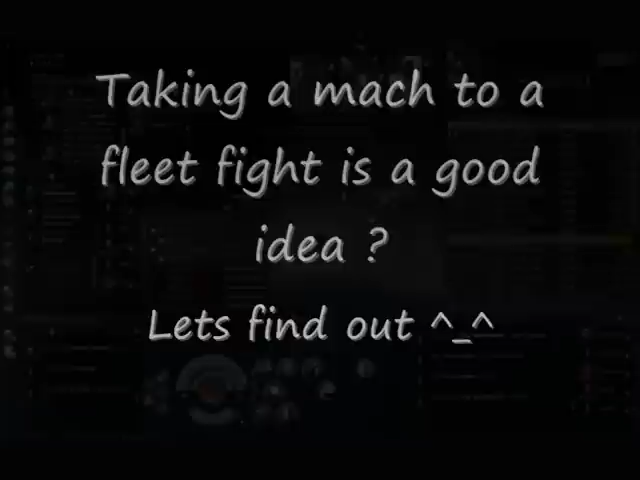 Taking a mach to a
fleet fight is a good
idea ?
Lets find out ^_^